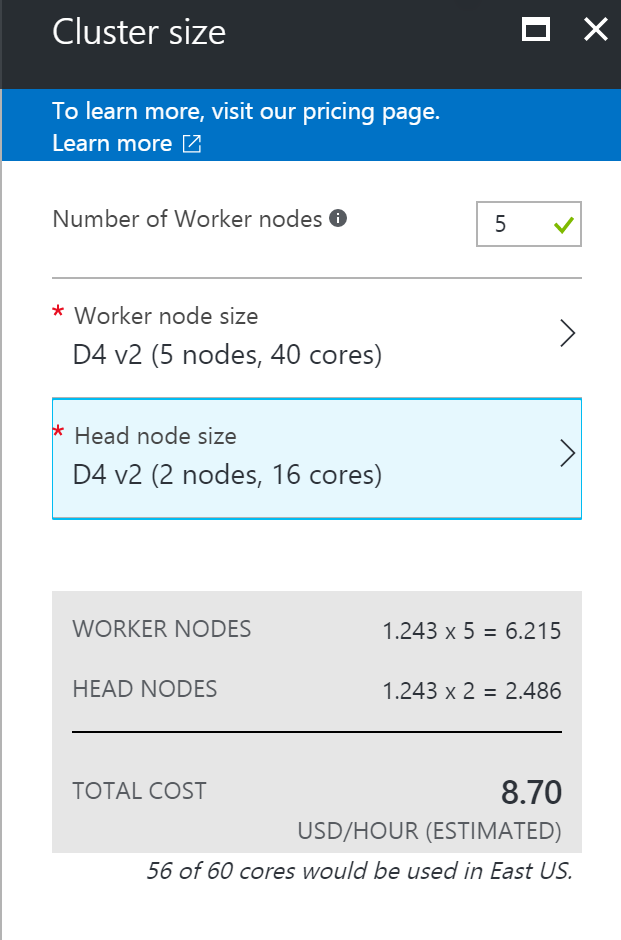 Cluster size
To learn more, visit our pricing page.
Learn more
Number of Worker nodes
5
* Worker node size
D4 v2 (5 nodes, 40 cores)
* Head node size
D4 v2 (2 nodes, 16 cores)
WORKER NODES 1.243 x 5 = 6.215
HEAD NODES 1.243 x 2 = 2.486
TOTAL COST 8.70
USD/HOUR (ESTIMATED)
56 of 60 cores would be used in East US.